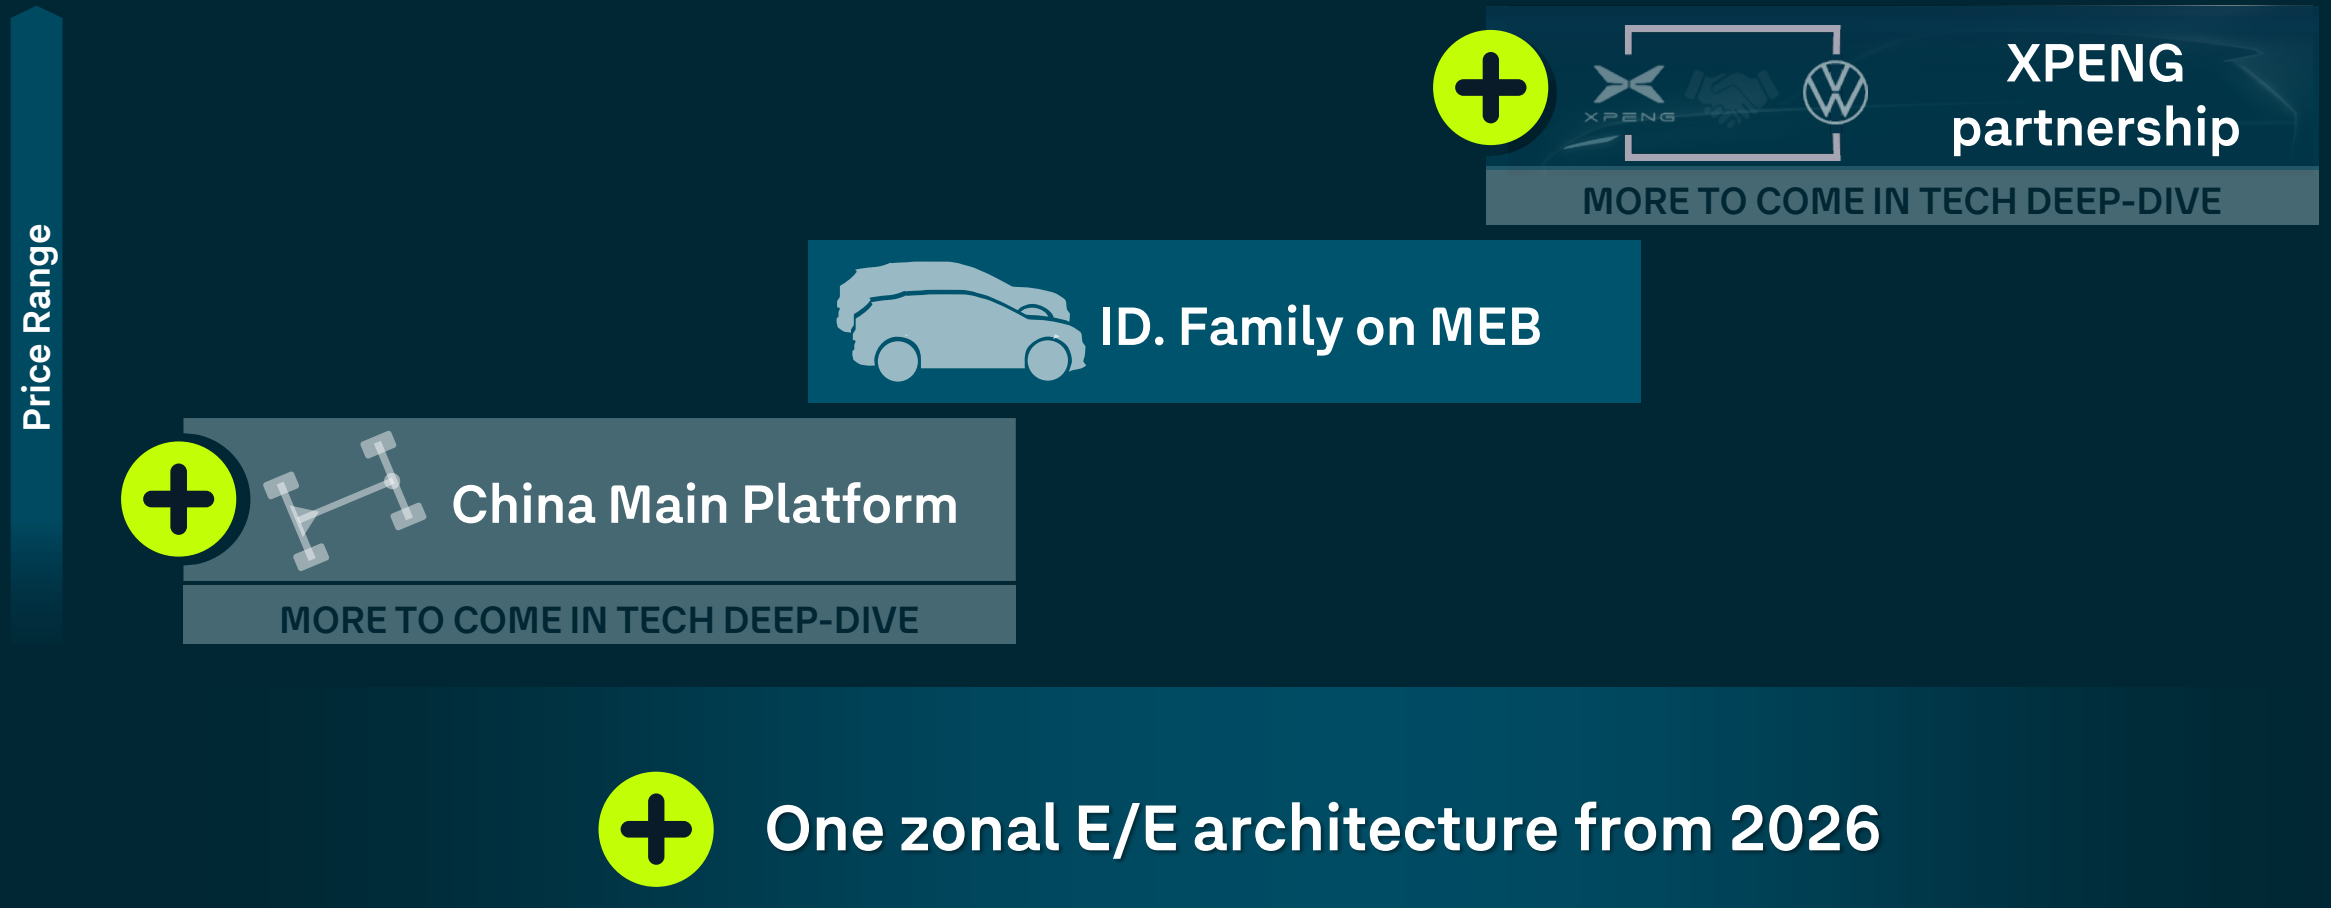 Price Range
XPENG
XPENG
partnership
MORE TO COME IN TECH DEEP-DIVE
ID. Family on MEB
China Main Platform
MORE TO COME IN TECH DEEP-DIVE
One zonal E/E architecture from 2026